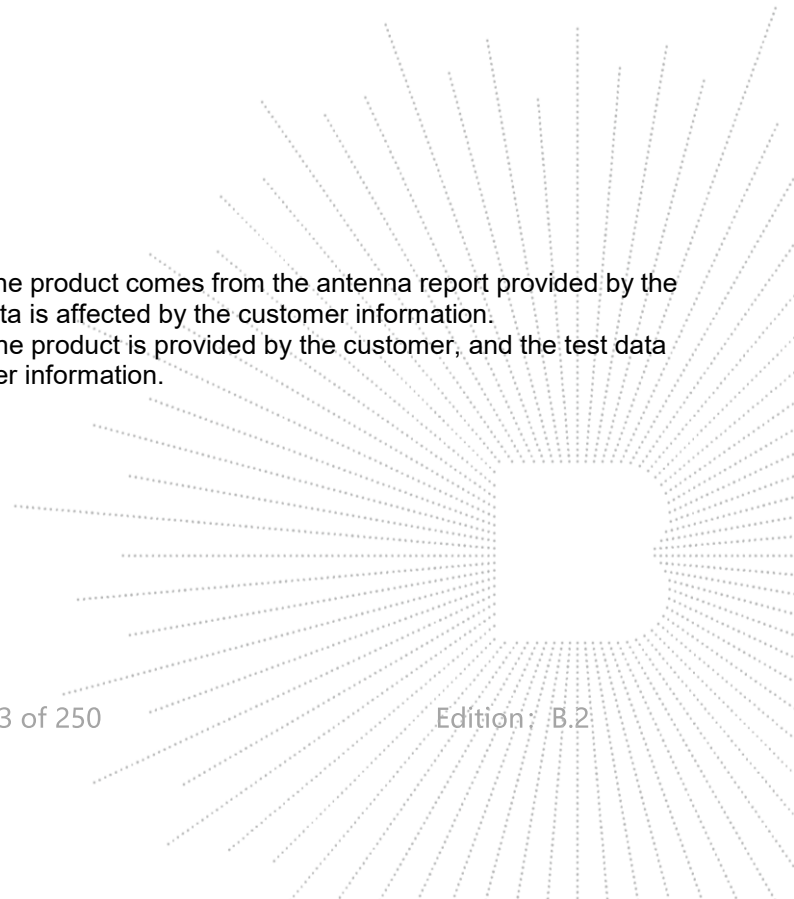 he product comes from the antenna report provided by the
ta is affected by the customer information.
he product is provided by the customer, and the test data
er information.
3 of 250 Edition： B.2